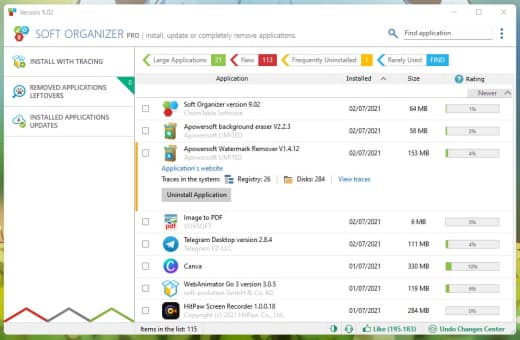 Version 9.02
SOFT ORGANIZER PRO | install, update or completely remove applications.
Find application
INSTALL WITH TRACING
REMOVED APPLICATIONS LEFTOVERS
0
INSTALLED APPLICATIONS UPDATES
Large Applications 31
New 113
Frequently Uninstalled 1
Rarely Used FIND
Application Installed Size Rating
Newer
Soft Organizer version 9.02 02/07/2021 64 MB 1%
ChemTable Software
Apowersoft background eraser V2.2.3 02/07/2021 58 MB 2%
Apowersoft LIMITED
Apowersoft Watermark Remover V1.4.12 02/07/2021 153 MB 4%
Apowersoft LIMITED
Application's website
Traces in the system: Registry: 26 Disks: 284 View traces
Uninstall Application
Image to PDF 02/07/2021 6 MB 0%
VOVSOFT
Telegram Desktop version 2.8.4 02/07/2021 111 MB 4%
Telegram FZ-LLC
Canva 01/07/2021 230 MB 10%
WebAnimator Go 3 version 3.0.5 01/07/2021 119 MB 6%
HitPaw Screen Recorder 1.0.0.18 01/07/2021 284 MB 0%
Copyright (c) 2021 HitPaw Co.
Items in the list: 115
Like (195.183)
Undo Changes Center